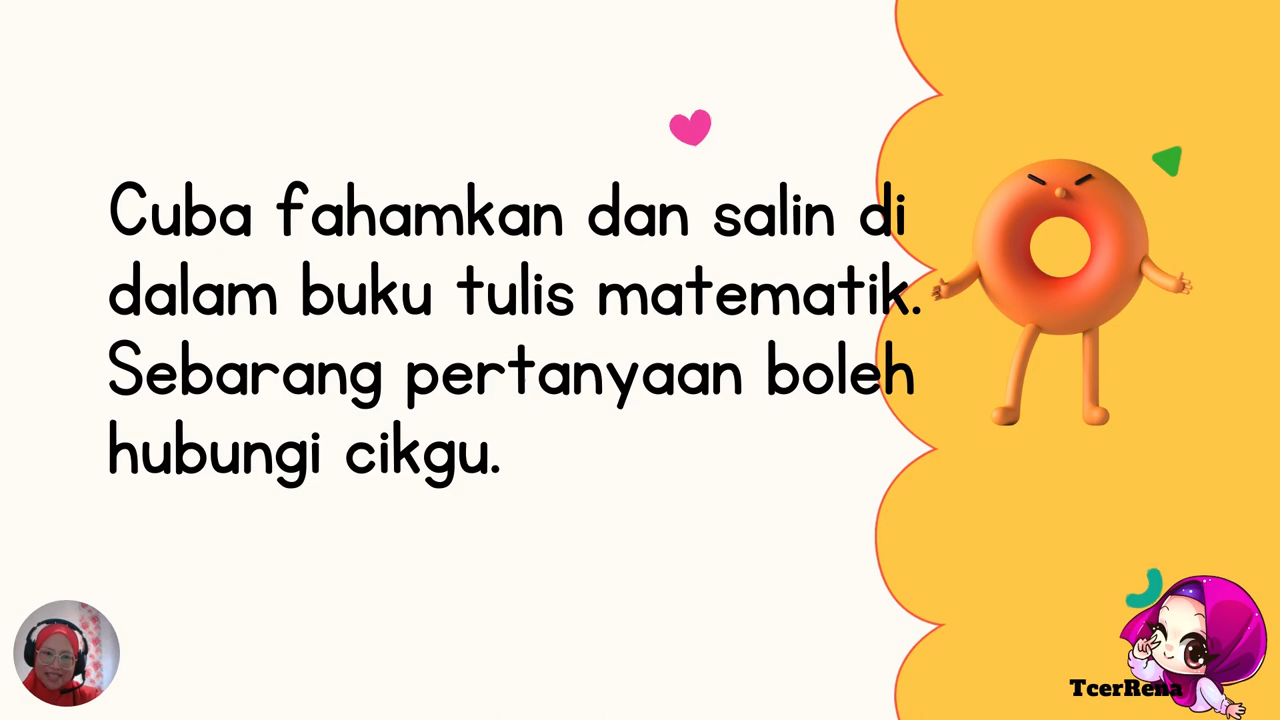 Cuba fahamkan dan salin di
dalam buku tulis matematik.
Sebarang pertanyaan boleh
hubungi cikgu.
TcerRena